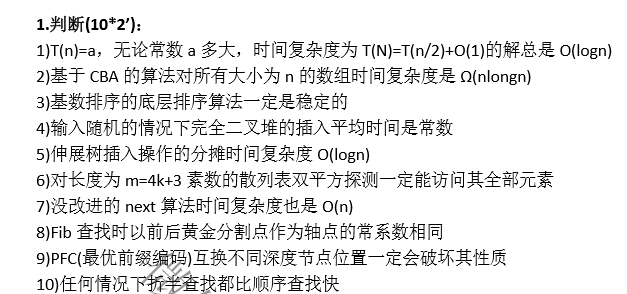 1.判断(10*2’)：
1)T(n)=a，无论常数 a 多大，时间复杂度为 T(N)=T(n/2)+O(1)的解总是 O(logn)
2)基于 CBA 的算法对所有大小为 n 的数组时间复杂度是 Ω(nlongn)
3)基数排序的底层排序算法一定是稳定的
4)输入随机的情况下完全二叉堆的插入平均时间是常数
5)伸展树插入操作的分摊时间复杂度 O(logn)
6)对长度为 m=4k+3 素数的散列表双平方探测一定能访问其全部元素
7)没改进的 next 算法时间复杂度也是 O(n)
8)Fib 查找时以前后黄金分割点作为轴点的常系数相同
9)PFC(最优前缀编码)互换不同深度节点位置一定会破坏其性质
10)任何情况下折半查找都比顺序查找快